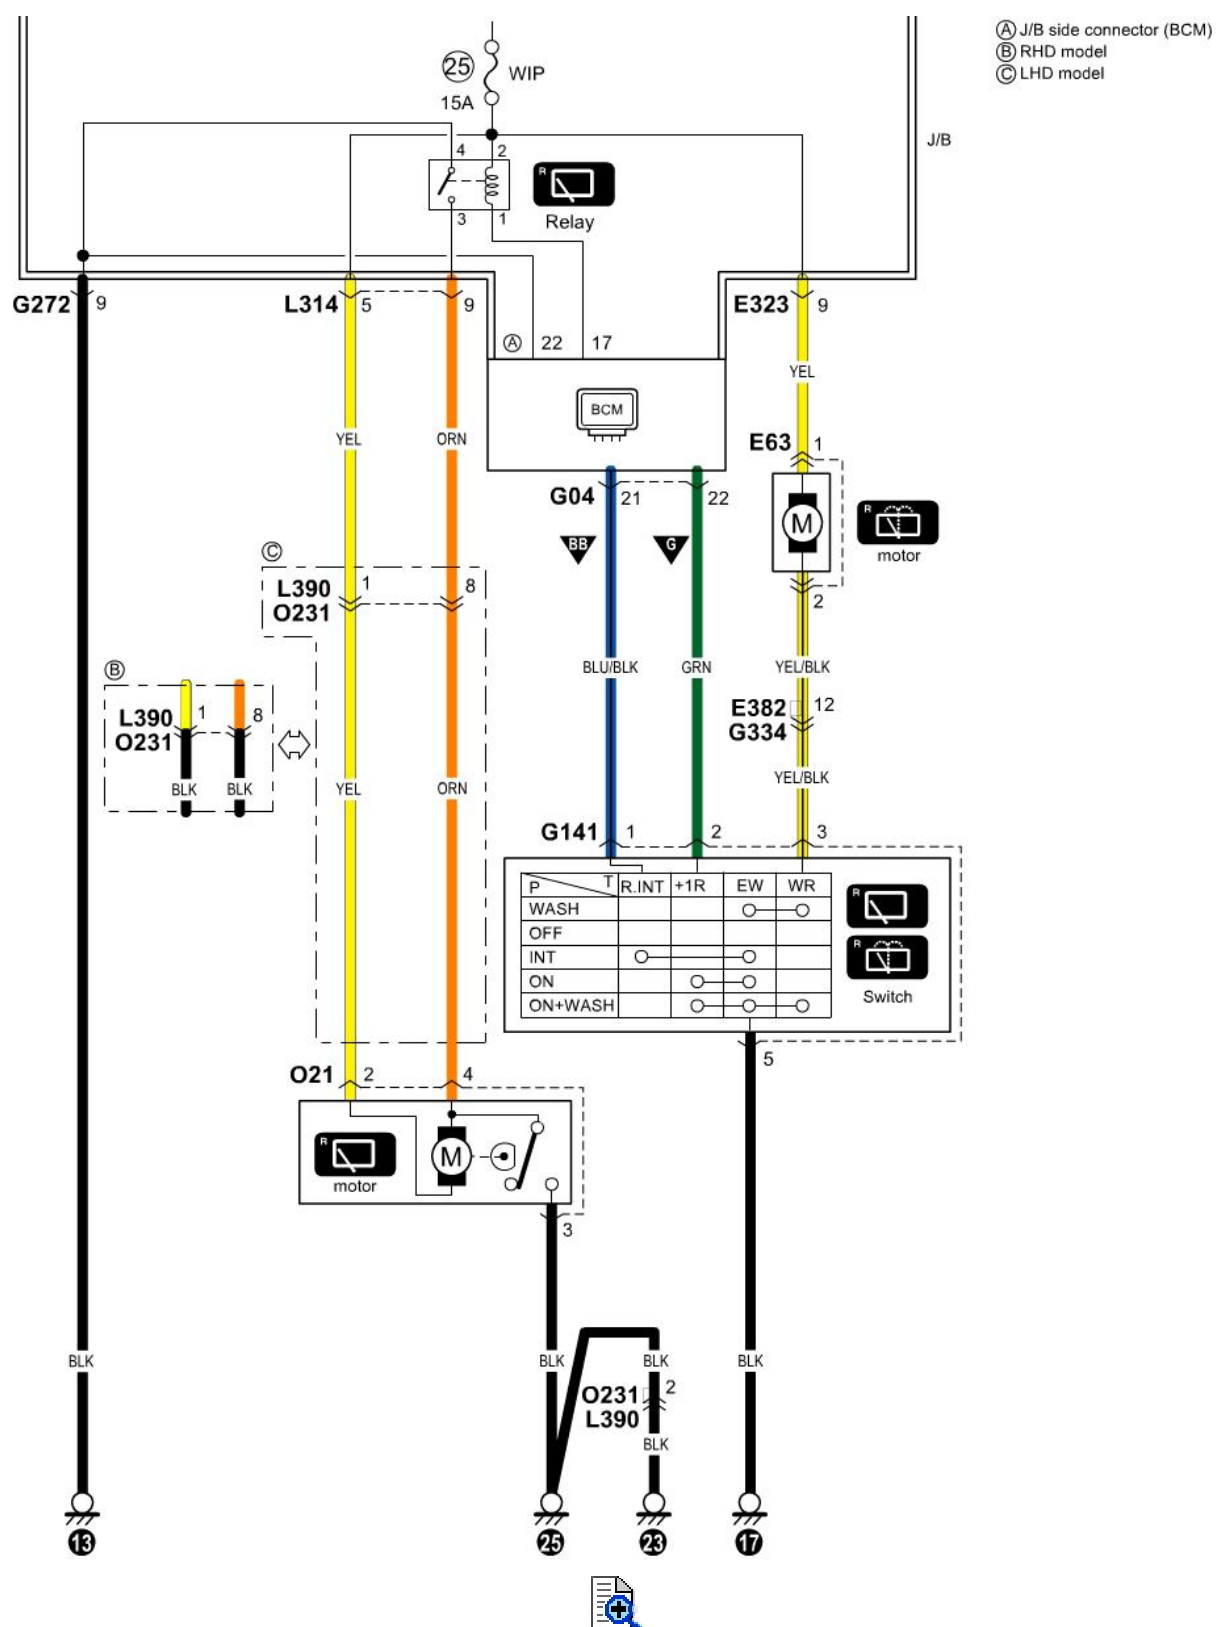 Ⓐ J/B side connector (BCM)
Ⓑ RHD model
Ⓒ LHD model
25
WIP
15A
J/B
4
2
R
Relay
3
1
G272
9
L314
5
9
E323
9
Ⓐ
22
17
YEL
BCM
YEL
ORN
E63
1
G04
21
22
M
R
motor
BB
G
Ⓒ
L390
1
8
O231
2
BLU/BLK
GRN
YEL/BLK
Ⓑ
L390
1
8
O231
E382
12
G334
BLK
BLK
YEL
ORN
YEL/BLK
G141
1
2
3
P
T
R.INT
+1R
EW
WR
R
WASH
OFF
INT
R
ON
Switch
ON+WASH
5
O21
2
4
R
motor
M
3
BLK
BLK
BLK
BLK
O231
2
L390
BLK
13
25
23
17